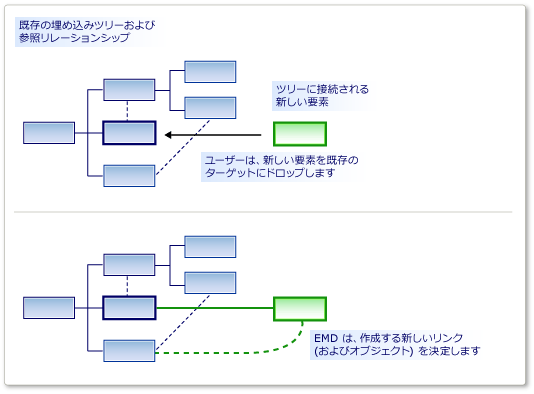 既存の埋め込みツリーおよび
参照リレーションシップ
ツリーに接続される
新しい要素
ユーザーは、新しい要素を既存の
ターゲットにドロップします
EMD は、作成する新しいリンク
(およびオブジェクト) を決定します